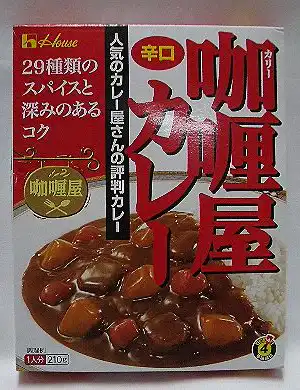 House
29種類の
スパイスと
深みのある
コク
咖喱屋
人気のカレー屋さんの評判カレー
辛口
カリー
咖喱屋
カレー
1人分 210g